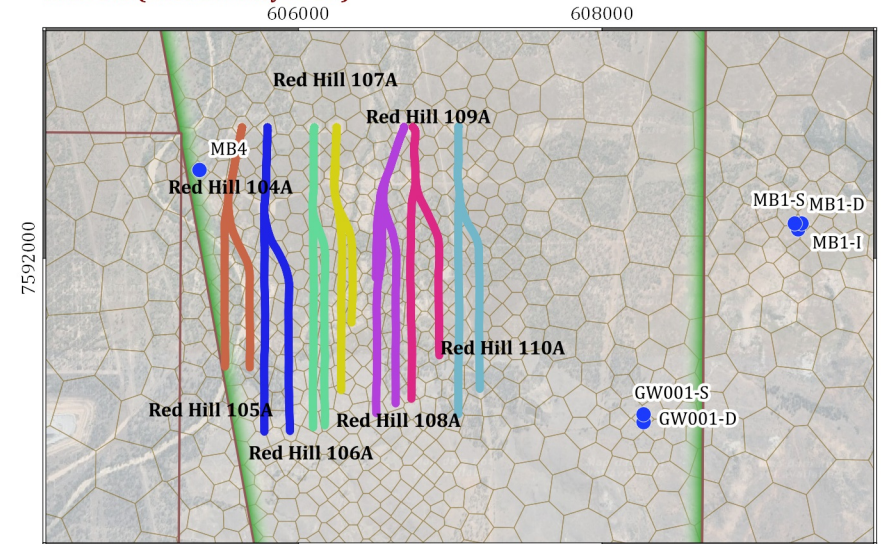 606000
608000
Red Hill 107A
Red Hill 109A
MB4
Red Hill 104A
MB1-S
MB1-D
MB1-I
7592000
Red Hill 110A
GW001-S
Red Hill 105A
Red Hill 108A
GW001-D
Red Hill 106A